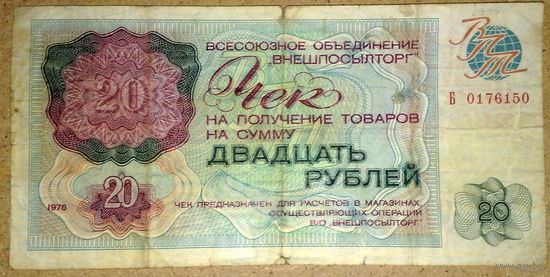 ВСЕСОЮЗНОЕ ОБЪЕДИНЕНИЕ
„ВНЕШПОСЫЛТОРГ"
ВПТ
20
Чек
Б 0176150
НА ПОЛУЧЕНИЕ ТОВАРОВ
НА СУММУ
ДВАДЦАТЬ
РУБЛЕЙ
20
1976
ЧЕК ПРЕДНАЗНАЧЕН ДЛЯ РАСЧЕТОВ В МАГАЗИНАХ,
ОСУЩЕСТВЛЯЮЩИХ ОПЕРАЦИИ
В/О „ВНЕШПОСЫЛТОРГ"
20